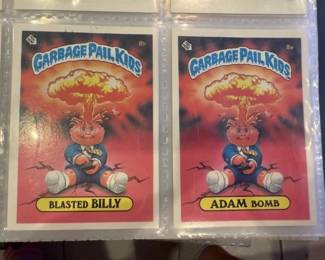 GARBAGE PAIL KIDS
BLASTED BILLY
GARBAGE PAIL KIDS
ADAM BOMB